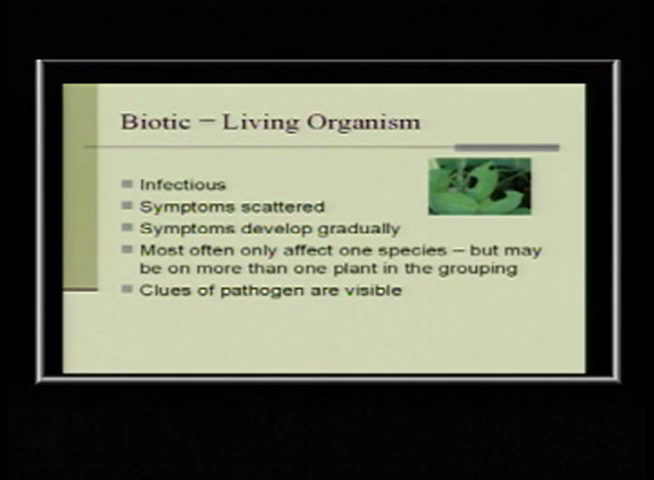 Biotic – Living Organism
Infectious
Symptoms scattered
Symptoms develop gradually
Most often only affect one species – but may
be on more than one plant in the grouping
Clues of pathogen are visible